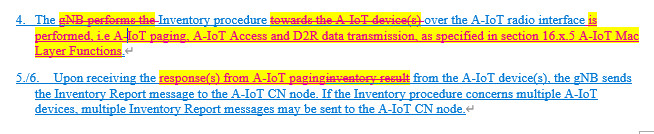 4. The gNB performs the Inventory procedure towards the A-IoT device(s) over the A-IoT radio interface is
performed, i.e A-IoT paging, A-IoT Access and D2R data transmission, as specified in section 16.x.5 A-IoT Mac
Layer Functions.↵
5./6. Upon receiving the response(s) from A-IoT paginginventory result from the A-IoT device(s), the gNB sends
the Inventory Report message to the A-IoT CN node. If the Inventory procedure concerns multiple A-IoT
devices, multiple Inventory Report messages may be sent to the A-IoT CN node.↵